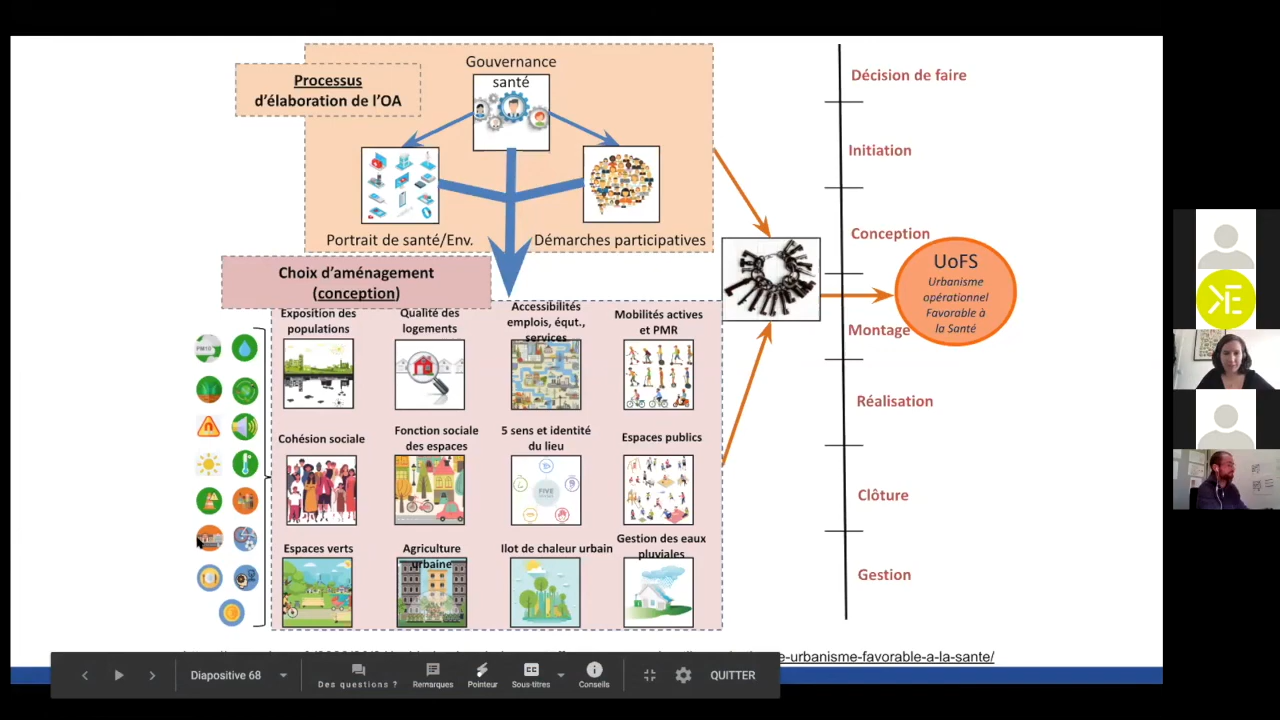 Processus
d'élaboration de l'OA
Gouvernance
santé
Portrait de santé/Env.
Démarches participatives
Choix d'aménagement
(conception)
Exposition des
populations
Qualité des
logements
Accessibilités
emplois, équt.,
services
Mobilités actives
et PMR
Cohésion sociale
Fonction sociale
des espaces
5 sens et identité
du lieu
FIVE
Espaces publics
Espaces verts
Agriculture
urbaine
Ilot de chaleur urbain
Gestion des eaux
pluviales
Décision de faire
Initiation
Conception
Montage
Réalisation
Clôture
Gestion
UoFS
Urbanisme
opérationnel
Favorable à
la Santé
e-urbanisme-favorable-a-la-sante/
Diapositive 68
Des questions ?
Remarques
Pointeur
Sous-titres
Conseils
QUITTER